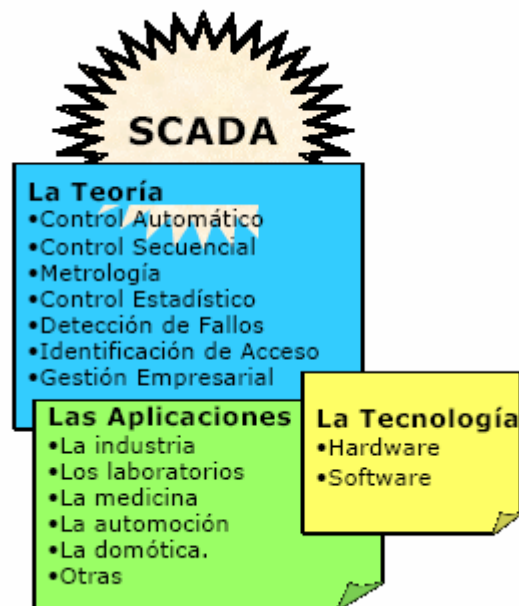 SCADA
La Teoría
•Control Automático
•Control Secuencial
•Metrología
•Control Estadístico
•Detección de Fallos
•Identificación de Acceso
•Gestión Empresarial
Las Aplicaciones
•La industria
•Los laboratorios
•La medicina
•La automoción
•La domótica.
•Otras
La Tecnología
•Hardware
•Software